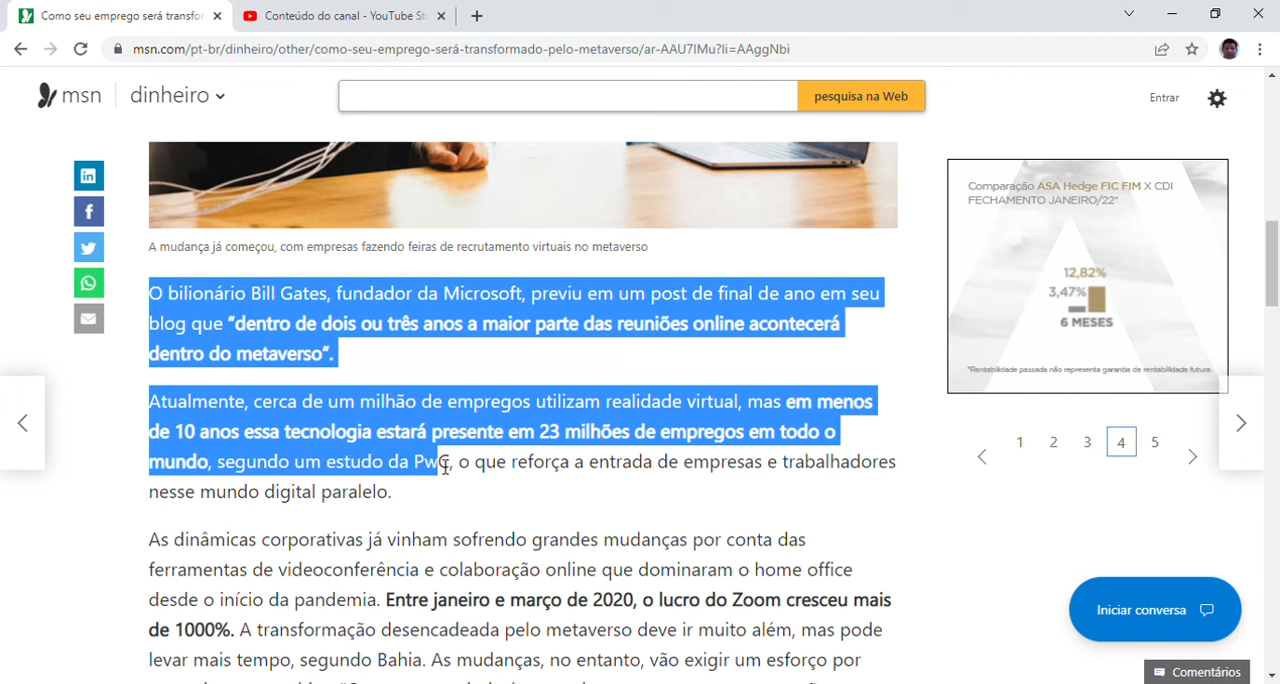 Como seu emprego será transfor
Conteúdo do canal - YouTube St
msn.com/pt-br/dinheiro/other/como-seu-emprego-será-transformado-pelo-metaverso/ar-AAU7IMu?li=AAggNbi
msn
dinheiro
pesquisa na Web
Entrar
A mudança já começou, com empresas fazendo feiras de recrutamento virtuais no metaverso
O bilionário Bill Gates, fundador da Microsoft, previu em um post de final de ano em seu
blog que “dentro de dois ou três anos a maior parte das reuniões online acontecerá
dentro do metaverso”.
Atualmente, cerca de um milhão de empregos utilizam realidade virtual, mas em menos
de 10 anos essa tecnologia estará presente em 23 milhões de empregos em todo o
mundo, segundo um estudo da PwC, o que reforça a entrada de empresas e trabalhadores
nesse mundo digital paralelo.
As dinâmicas corporativas já vinham sofrendo grandes mudanças por conta das
ferramentas de videoconferência e colaboração online que dominaram o home office
desde o início da pandemia. Entre janeiro e março de 2020, o lucro do Zoom cresceu mais
de 1000%. A transformação desencadeada pelo metaverso deve ir muito além, mas pode
levar mais tempo, segundo Bahia. As mudanças, no entanto, vão exigir um esforço por
Comparação ASA Hedge FIC FIM X CDI
FECHAMENTO JANEIRO/22*
12,82%
3,47%
6 MESES
*Rentabilidade passada não representa garantia de rentabilidade futura.
1 2 3 4 5
Iniciar conversa
Comentários